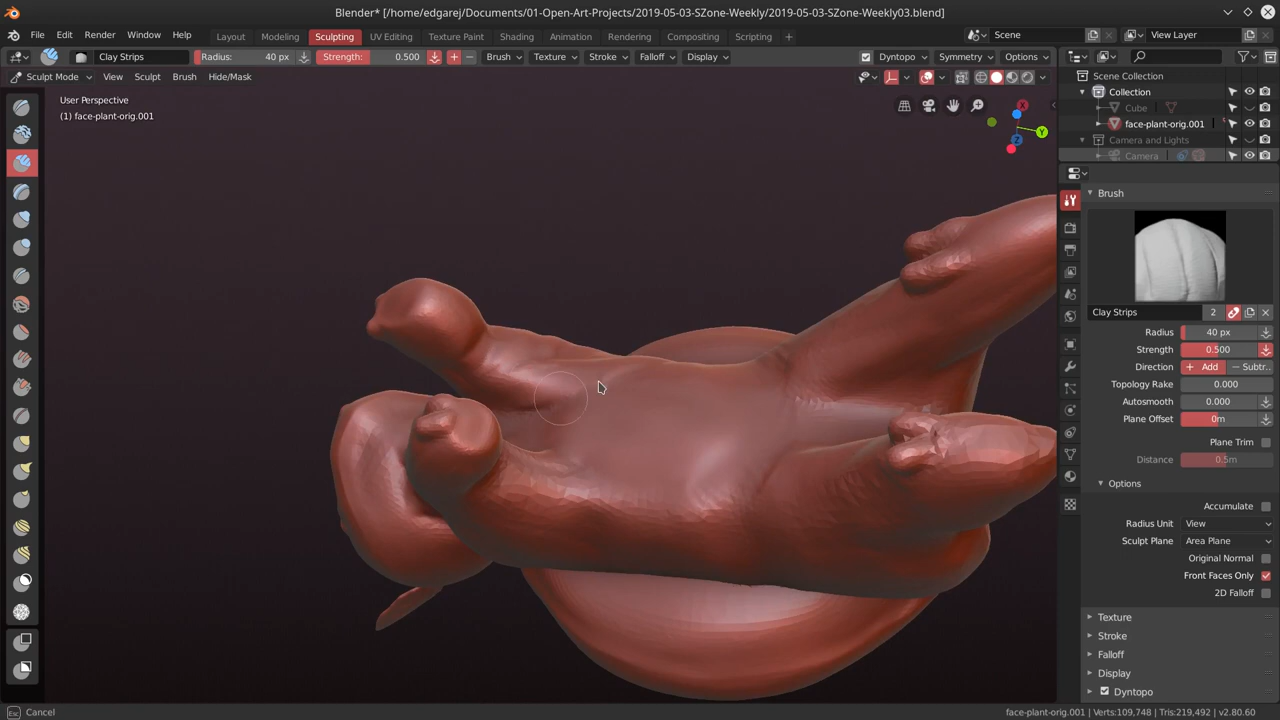 Blender* [/home/edgarej/Documents/01-Open-Art-Projects/2019-05-03-SZone-Weekly/2019-05-03-SZone-Weekly03.blend]
File Edit Render Window Help Layout Modeling Sculpting UV Editing Texture Paint Shading Animation Rendering Compositing Scripting + Scene View Layer
Clay Strips Radius: 40 px Strength: 0.500 Brush Texture Stroke Falloff Display Dyntopo Symmetry Options
Sculpt Mode View Sculpt Brush Hide/Mask
User Perspective
(1) face-plant-orig.001
X
Y
Z
Scene Collection
Collection
Cube
face-plant-orig.001
Camera and Lights
Camera
Brush
Clay Strips 2
Radius 40 px
Strength 0.500
Direction + Add − Subtr..
Topology Rake 0.000
Autosmooth 0.000
Plane Offset 0m
Plane Trim
Distance 0.5m
Options
Accumulate
Radius Unit View
Sculpt Plane Area Plane
Original Normal
Front Faces Only
2D Falloff
Texture
Stroke
Falloff
Display
Dyntopo
Esc Cancel
face-plant-orig.001 | Verts:109,748 | Tris:219,492 | v2.80.60